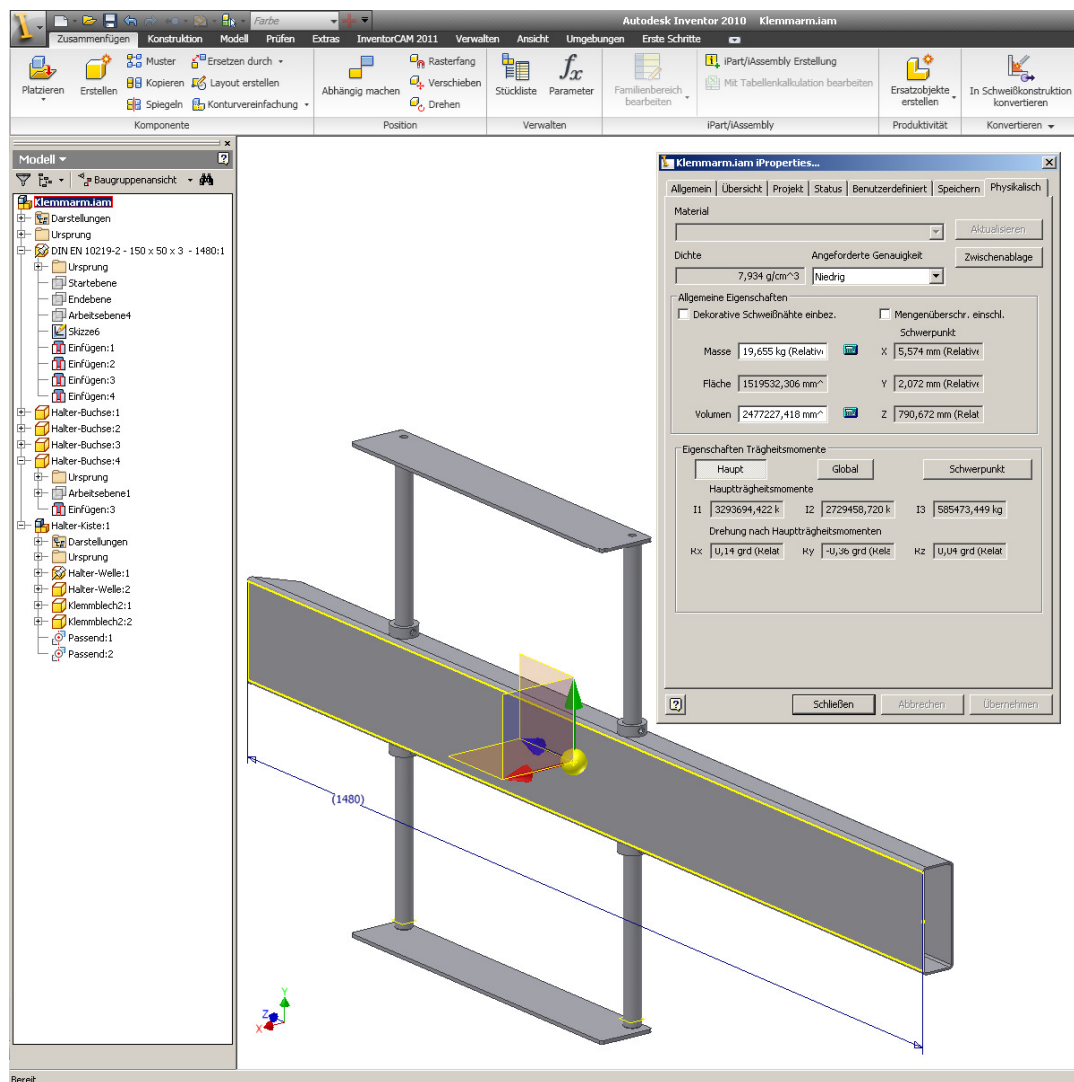 Farbe
Autodesk Inventor 2010 Klemmarm.iam
Zusammenfügen Konstruktion Modell Prüfen Extras InventorCAM 2011 Verwalten Ansicht Umgebungen Erste Schritte
Platzieren
Erstellen
Muster
Kopieren
Spiegeln
Ersetzen durch
Layout erstellen
Konturvereinfachung
Abhängig machen
Rasterfang
Verschieben
Drehen
Stückliste
fx
Parameter
Familienbereich bearbeiten
iPart/iAssembly Erstellung
Mit Tabellenkalkulation bearbeiten
Ersatzobjekte erstellen
In Schweißkonstruktion konvertieren
Komponente Position Verwalten iPart/iAssembly Produktivität Konvertieren
Modell
Baugruppenansicht
Klemmarm.iam
Darstellungen
Ursprung
DIN EN 10219-2 - 150 x 50 x 3 - 1480:1
Ursprung
Startebene
Endebene
Arbeitsebene4
Skizze6
Einfügen:1
Einfügen:2
Einfügen:3
Einfügen:4
Halter-Buchse:1
Halter-Buchse:2
Halter-Buchse:3
Halter-Buchse:4
Ursprung
Arbeitsebene1
Einfügen:3
Halter-Kiste:1
Darstellungen
Ursprung
Halter-Welle:1
Halter-Welle:2
Klemmblech2:1
Klemmblech2:2
Passend:1
Passend:2
Klemmarm.iam iProperties...
Allgemein Übersicht Projekt Status Benutzerdefiniert Speichern Physikalisch
Material
Aktualisieren
Dichte Angeforderte Genauigkeit
Zwischenablage
7,934 g/cm^3 Niedrig
Allgemeine Eigenschaften
Dekorative Schweißnähte einbez. Mengenüberschr. einschl.
Schwerpunkt
Masse 19,655 kg (Relativ X 5,574 mm (Relative
Fläche 1519532,306 mm^ Y 2,072 mm (Relative
Volumen 2477227,418 mm^ Z 790,672 mm (Relat
Eigenschaften Trägheitsmomente
Haupt Global Schwerpunkt
Hauptträgheitsmomente
I1 3293694,422 k I2 2729458,720 k I3 585473,449 kg
Drehung nach Hauptträgheitsmomenten
Rx 0,14 grd (Relat Ry -0,36 grd (Rela Rz 0,04 grd (Relat
Schließen Abbrechen Übernehmen
(1480)
Y
Z
X
Bereit